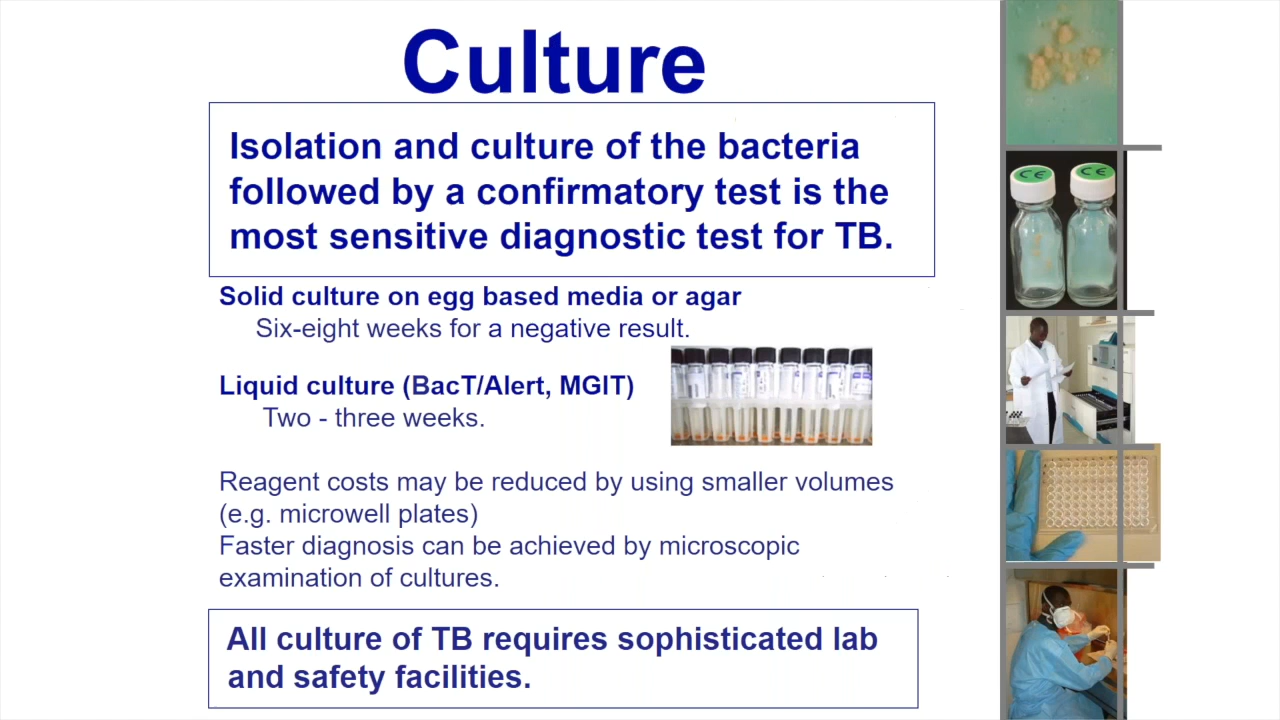 Culture
Isolation and culture of the bacteria
followed by a confirmatory test is the
most sensitive diagnostic test for TB.
Solid culture on egg based media or agar
Six-eight weeks for a negative result.
Liquid culture (BacT/Alert, MGIT)
Two - three weeks.
Reagent costs may be reduced by using smaller volumes
(e.g. microwell plates)
Faster diagnosis can be achieved by microscopic
examination of cultures.
All culture of TB requires sophisticated lab
and safety facilities.
CE
CE